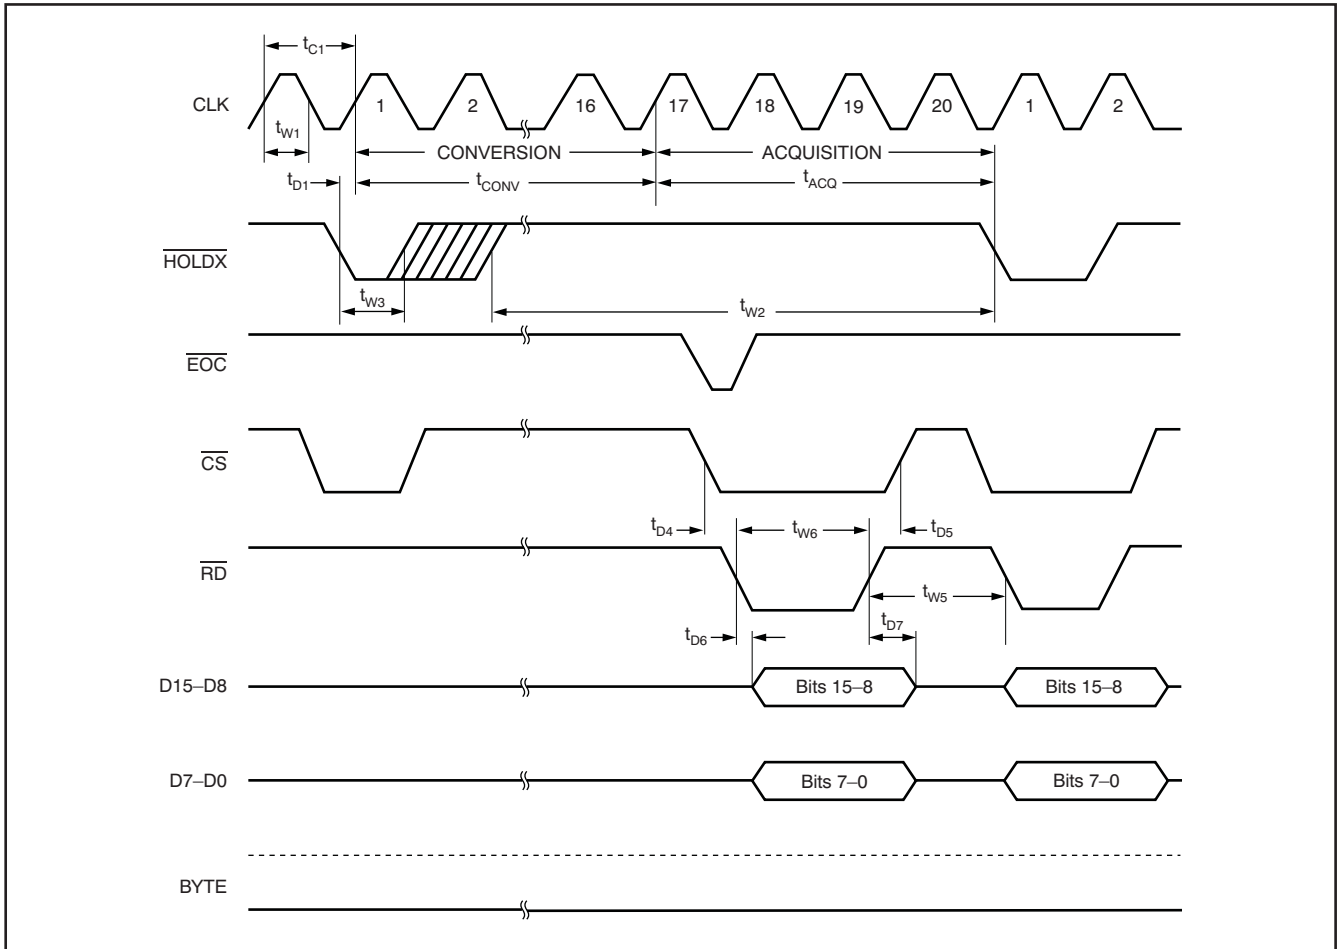 tC1
CLK 1 2 16 17 18 19 20 1 2
tW1
CONVERSION ACQUISITION
tD1 tCONV tACQ
HOLDX
tW3 tW2
EOC
CS
tD4 tW6 tD5
RD
tW5
tD6 tD7
D15–D8 Bits 15–8 Bits 15–8
D7–D0 Bits 7–0 Bits 7–0
BYTE